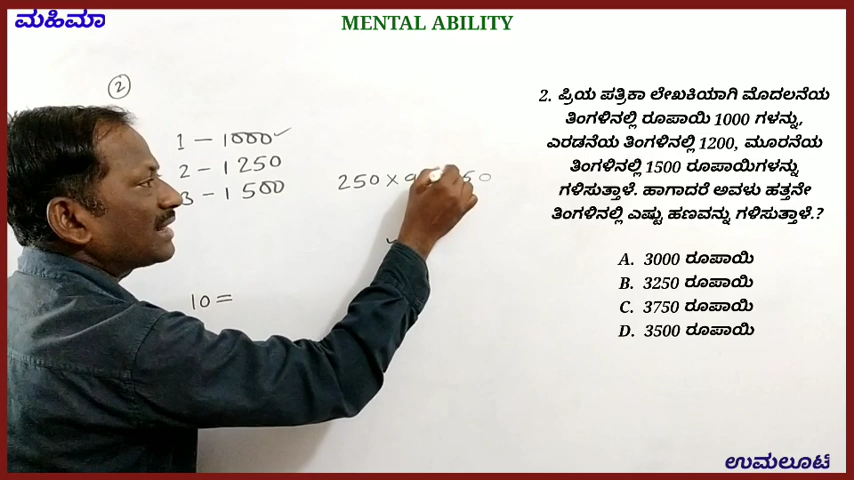 ಮಹಿಮಾ
MENTAL ABILITY
2
1 - 1000 ✓
2 - 1250
3 - 1500
250 × 9
10 =
2. ಪ್ರಿಯ ಪತ್ರಿಕಾ ಲೇಖಕಿಯಾಗಿ ಮೊದಲನೆಯ
ತಿಂಗಳಿನಲ್ಲಿ ರೂಪಾಯಿ 1000 ಗಳನ್ನು,
ಎರಡನೆಯ ತಿಂಗಳಿನಲ್ಲಿ 1200, ಮೂರನೆಯ
ತಿಂಗಳಿನಲ್ಲಿ 1500 ರೂಪಾಯಿಗಳನ್ನು
ಗಳಿಸುತ್ತಾಳೆ. ಹಾಗಾದರೆ ಅವಳು ಹತ್ತನೇ
ತಿಂಗಳಿನಲ್ಲಿ ಎಷ್ಟು ಹಣವನ್ನು ಗಳಿಸುತ್ತಾಳೆ.?
A. 3000 ರೂಪಾಯಿ
B. 3250 ರೂಪಾಯಿ
C. 3750 ರೂಪಾಯಿ
D. 3500 ರೂಪಾಯಿ
ಉಮಲೂಟಿ